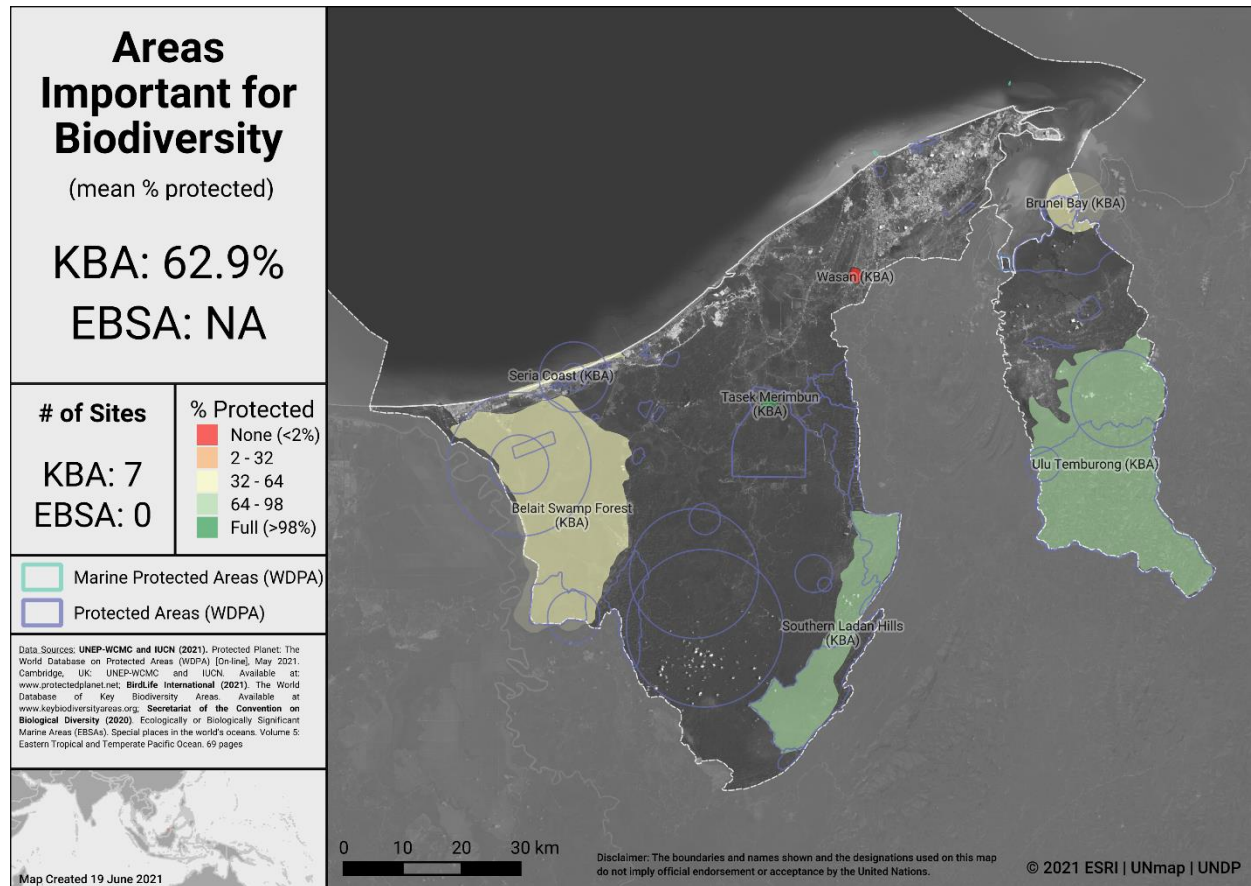 Areas
Important for
Biodiversity
(mean % protected)
KBA: 62.9%
EBSA: NA
# of Sites
KBA: 7
EBSA: 0
% Protected
None (<2%)
2 - 32
32 - 64
64 - 98
Full (>98%)
Marine Protected Areas (WDPA)
Protected Areas (WDPA)
Data Sources: UNEP-WCMC and IUCN (2021). Protected Planet: The
World Database on Protected Areas (WDPA) [On-line], May 2021.
Cambridge, UK: UNEP-WCMC and IUCN. Available at:
www.protectedplanet.net; BirdLife International (2021). The World
Database of Key Biodiversity Areas. Available at
www.keybiodiversityareas.org; Secretariat of the Convention on
Biological Diversity (2020). Ecologically or Biologically Significant
Marine Areas (EBSAs). Special places in the world's oceans. Volume 5:
Eastern Tropical and Temperate Pacific Ocean. 69 pages
Map Created 19 June 2021
Brunei Bay (KBA)
Wasan (KBA)
Seria Coast (KBA)
Tasek Merimbun
(KBA)
Ulu Temburong (KBA)
Belait Swamp Forest
(KBA)
Southern Ladan Hills
(KBA)
0 10 20 30 km
Disclaimer: The boundaries and names shown and the designations used on this map
do not imply official endorsement or acceptance by the United Nations.
© 2021 ESRI | UNmap | UNDP